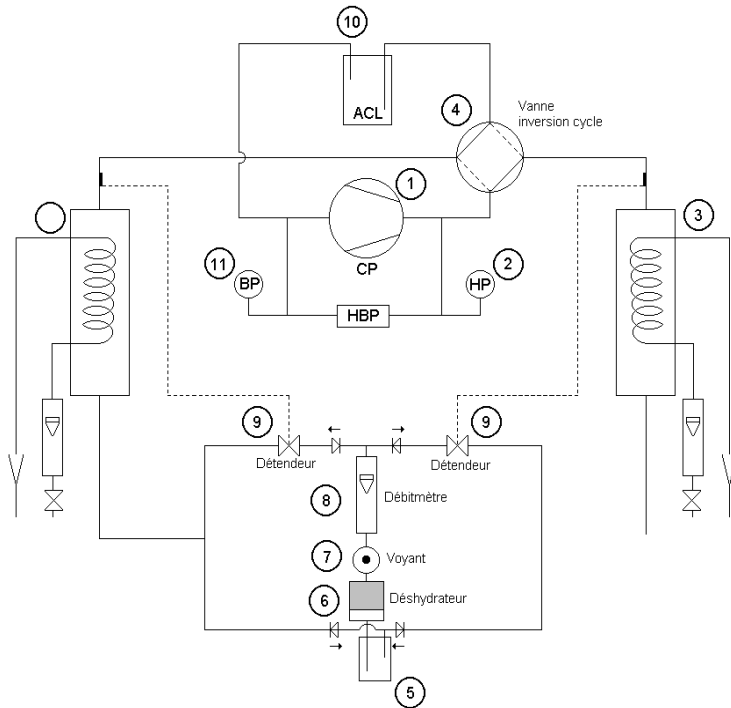 10
ACL
4
Vanne
inversion cycle
1
3
CP
11
BP
2
HP
HBP
9
9
Détendeur
Détendeur
8
Débitmètre
7
Voyant
6
Déshydrateur
5